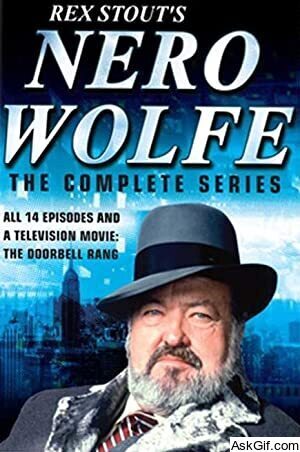 REX STOUT'S
NERO
WOLFE
THE COMPLETE SERIES
ALL 14 EPISODES AND
A TELEVISION MOVIE:
THE DOORBELL RANG
AskGif.com